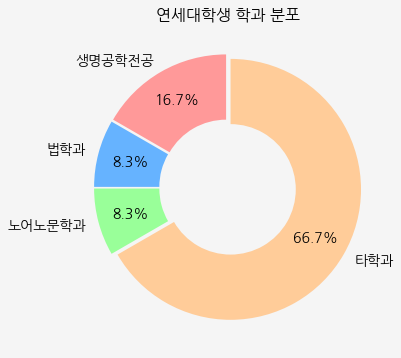 연세대학생 학과 분포
생명공학전공
16.7%
법학과
8.3%
노어노문학과
8.3%
66.7%
타학과